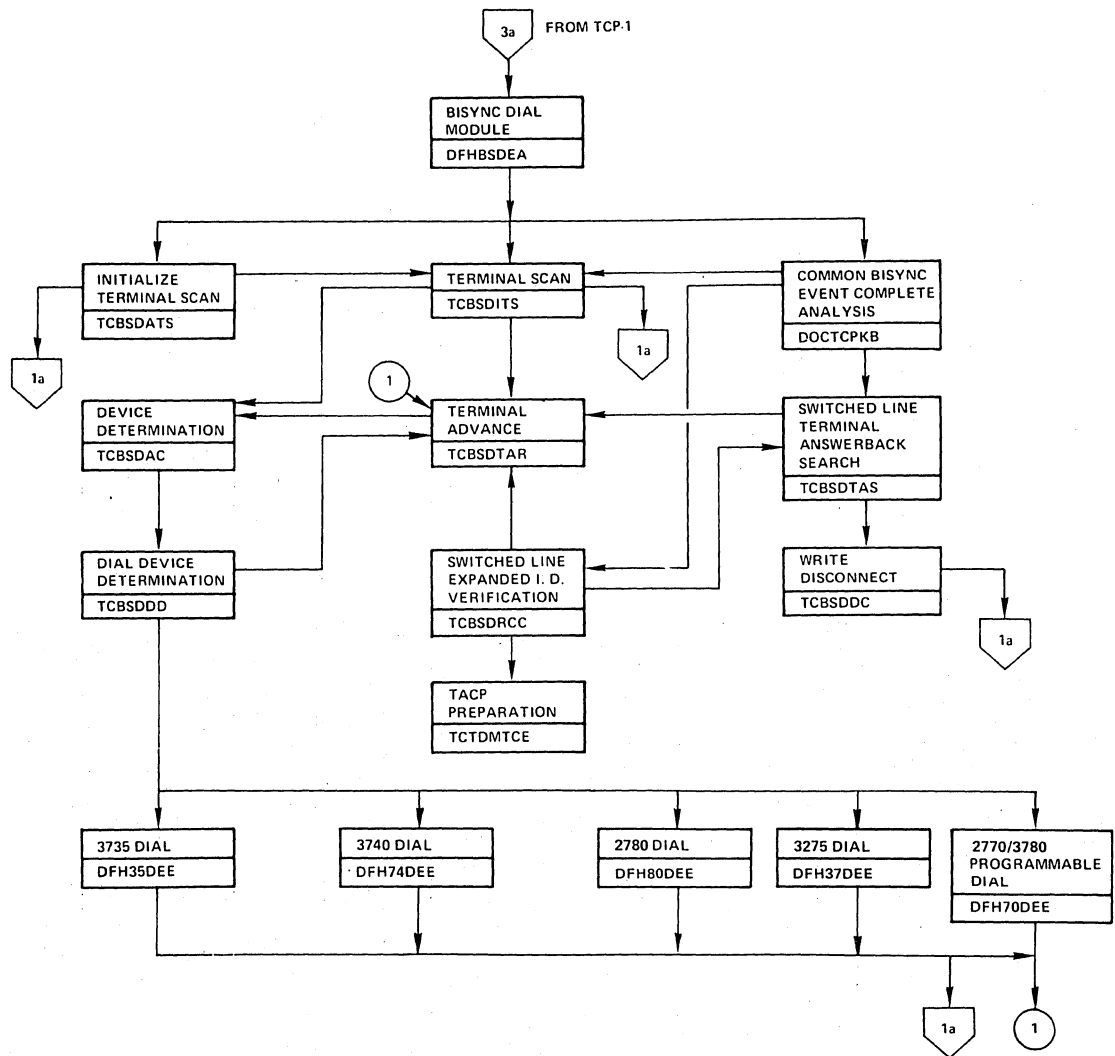 3a
FROM TCP-1
BISYNC DIAL
MODULE
DFHBSDEA
INITIALIZE
TERMINAL SCAN
TCBSDATS
TERMINAL SCAN
TCBSDITS
COMMON BISYNC
EVENT COMPLETE
ANALYSIS
DOCTCPKB
1a
1a
1
DEVICE
DETERMINATION
TCBSDAC
TERMINAL
ADVANCE
TCBSDTAR
SWITCHED LINE
TERMINAL
ANSWERBACK
SEARCH
TCBSDTAS
DIAL DEVICE
DETERMINATION
TCBSDDD
SWITCHED LINE
EXPANDED I. D.
VERIFICATION
TCBSDRCC
WRITE
DISCONNECT
TCBSDDC
1a
TACP
PREPARATION
TCTDMTCE
3735 DIAL
DFH35DEE
3740 DIAL
DFH74DEE
2780 DIAL
DFH80DEE
3275 DIAL
DFH37DEE
2770/3780
PROGRAMMABLE
DIAL
DFH70DEE
1a
1